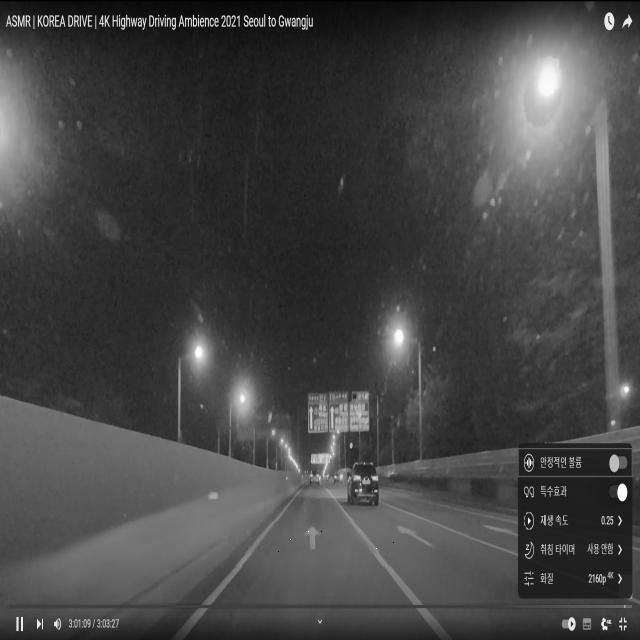 ASMR | KOREA DRIVE | 4K Highway Driving Ambience 2021 Seoul to Gwangju
안정적인 볼륨
특수효과
재생 속도 0.25
취침 타이머 사용 안함
화질 2160p 4K
3:01:09 / 3:03:27